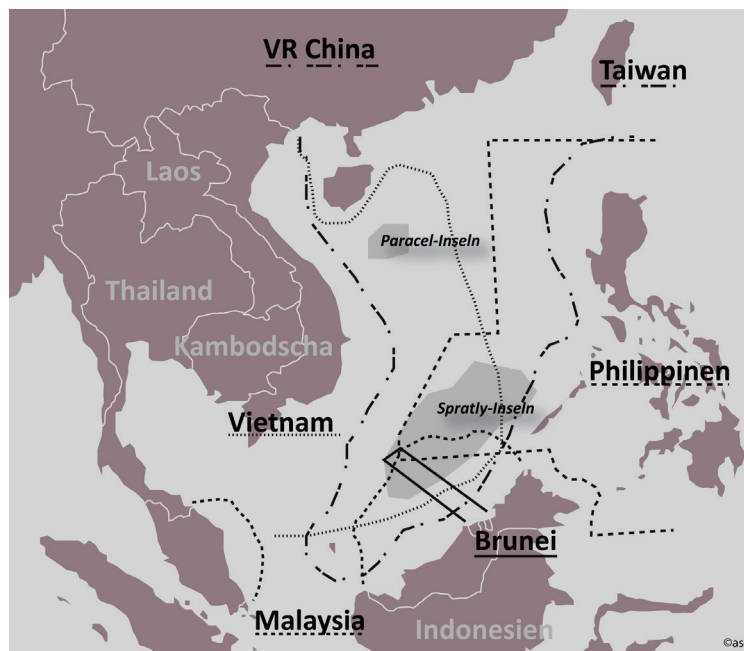 VR China
Taiwan
Laos
Paracel-Inseln
Thailand
Kambodscha
Philippinen
Spratly-Inseln
Vietnam
Brunei
Malaysia
Indonesien
©as